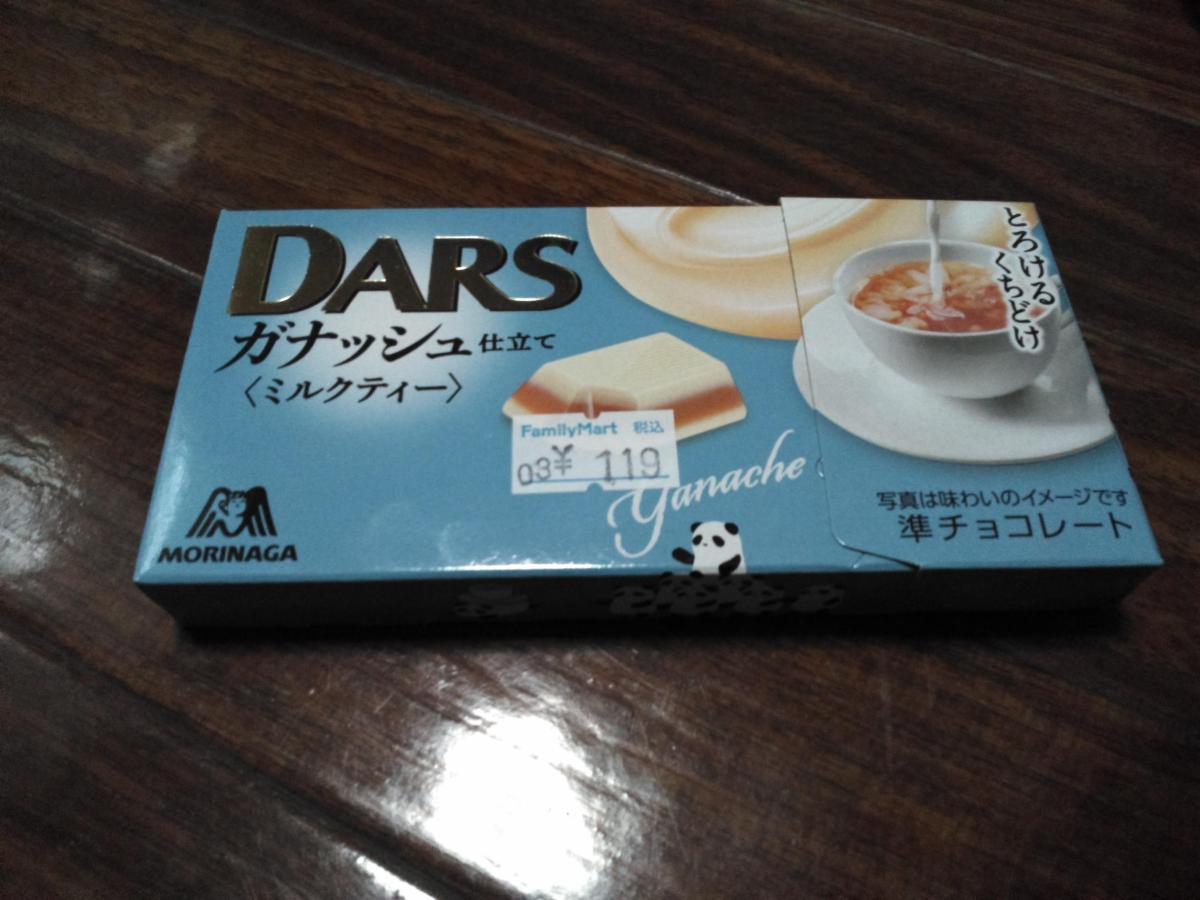 DARS
ガナッシュ仕立て
〈ミルクティー〉
とろける
くちどけ
FamilyMart 税込
03¥ 119
ganache
MORINAGA
写真は味わいのイメージです
準チョコレート